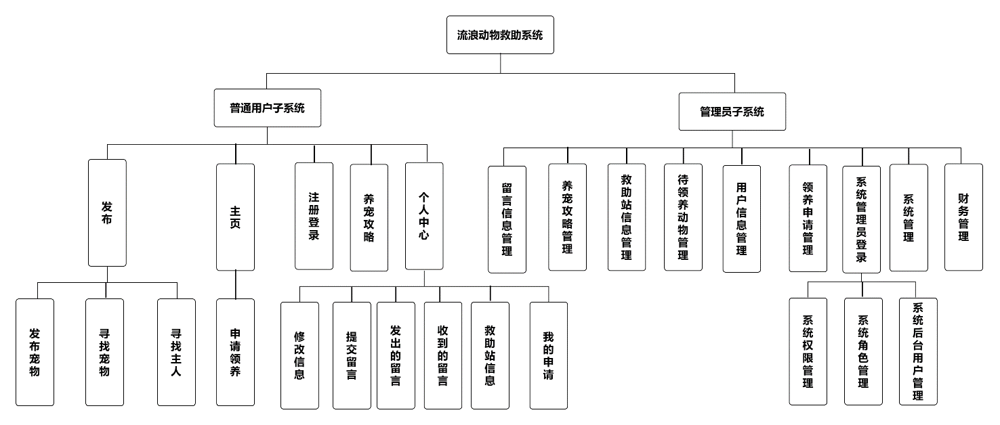 流浪动物救助系统
普通用户子系统
管理员子系统
发布
主页
注册登录
养宠攻略
个人中心
留言信息管理
养宠攻略管理
救助站信息管理
待领养动物管理
用户信息管理
领养申请管理
系统管理员登录
系统管理
财务管理
发布宠物
寻找宠物
寻找主人
申请领养
修改信息
提交留言
发出的留言
收到的留言
救助站信息
我的申请
系统权限管理
系统角色管理
系统后台用户管理